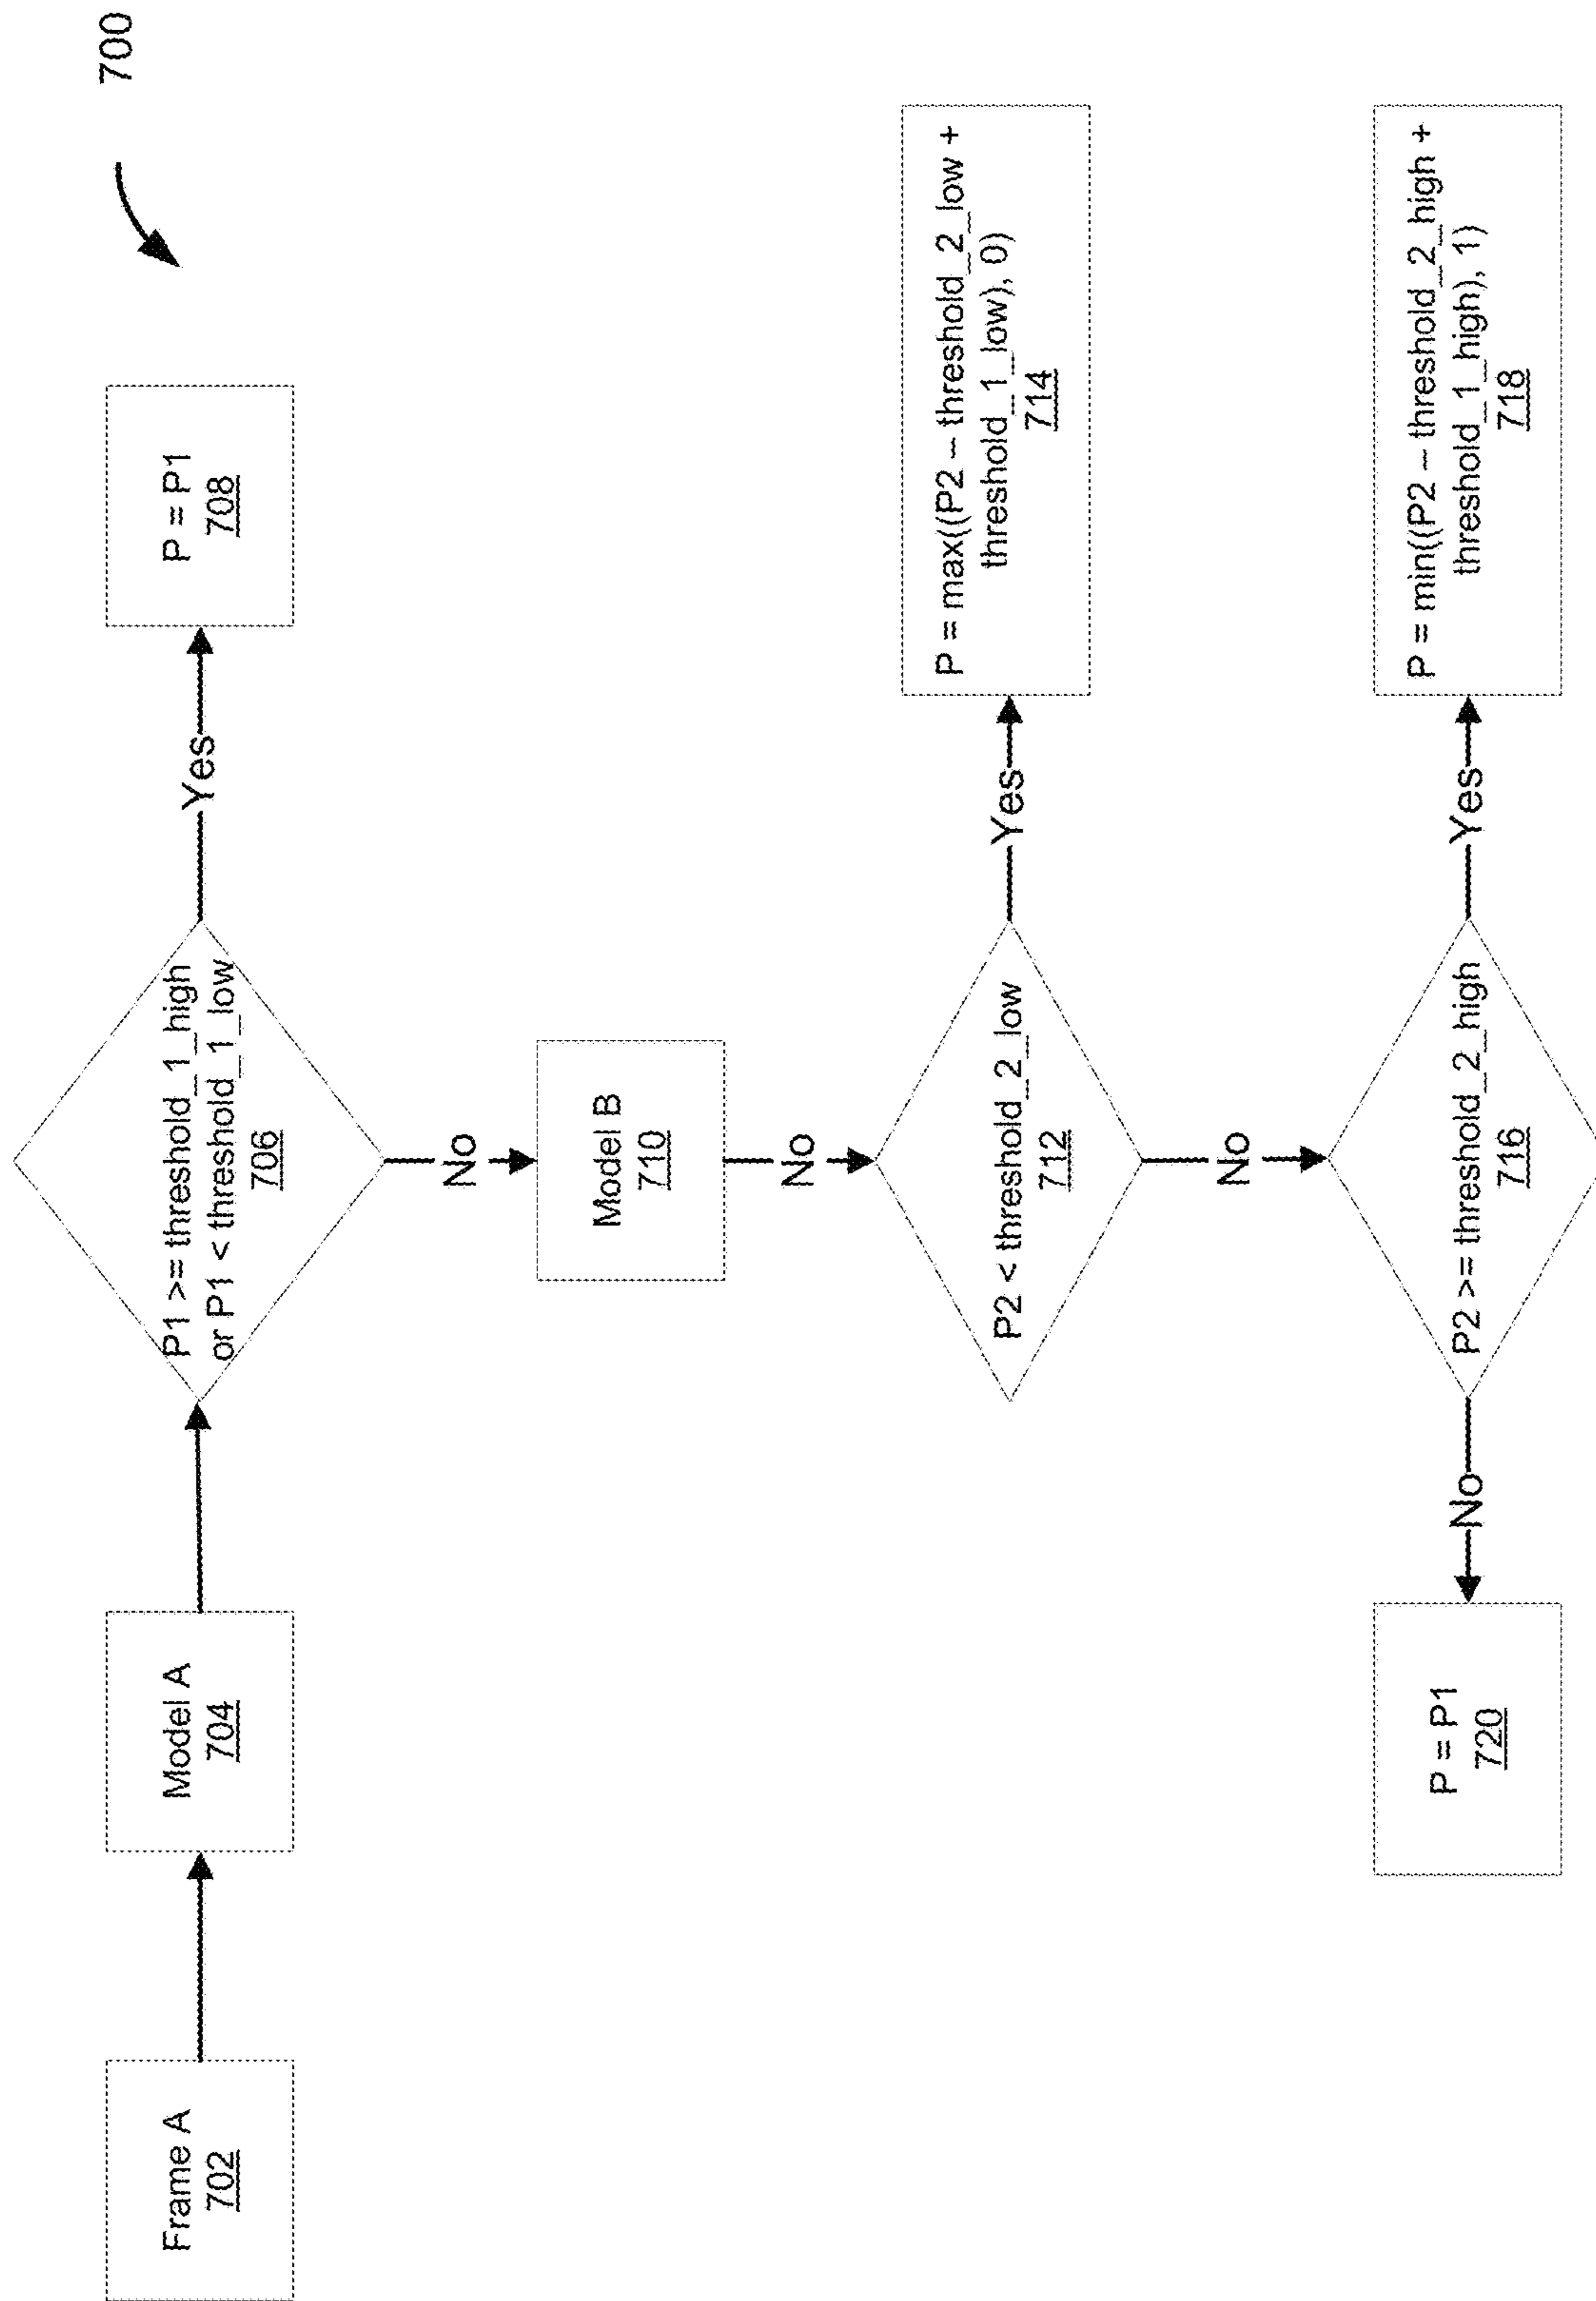 700
Frame A
702
Model A
704
P1 >= threshold_1_high
or P1 < threshold_1_low
706
Yes
P = P1
708
No
Model B
710
No
P2 < threshold_2_low
712
Yes
P = max((P2 – threshold_2_low +
threshold_1_low), 0)
714
No
P2 >= threshold_2_high
716
Yes
P = min((P2 – threshold_2_high +
threshold_1_high), 1)
718
No
P = P1
720